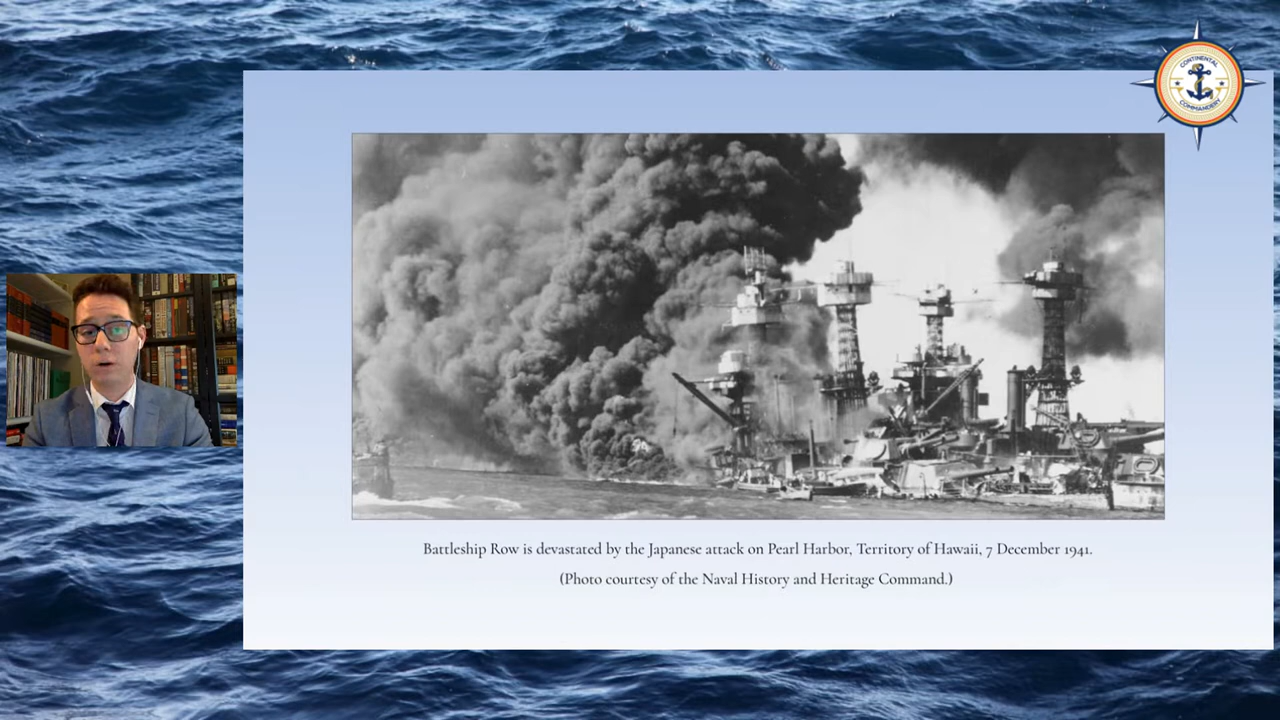 CONTINENTAL
COMMANDERY
Battleship Row is devastated by the Japanese attack on Pearl Harbor, Territory of Hawaii, 7 December 1941.
(Photo courtesy of the Naval History and Heritage Command.)